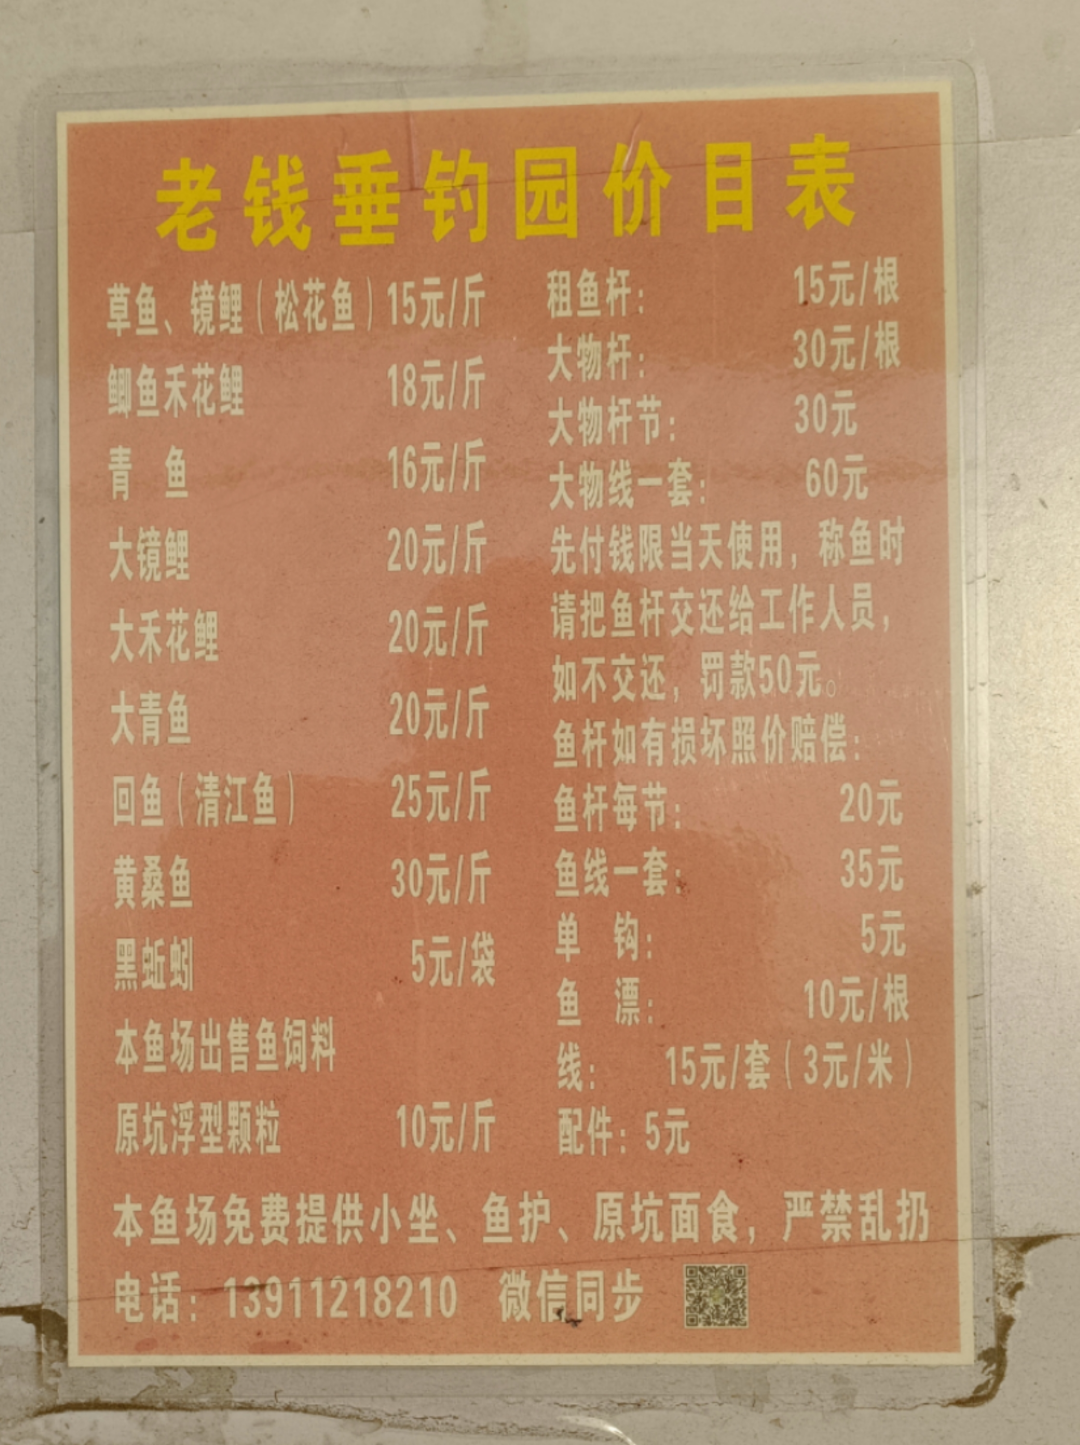 老钱垂钓园价目表
草鱼、镜鲤（松花鱼）15元/斤
鲫鱼禾花鲤 18元/斤
青 鱼 16元/斤
大镜鲤 20元/斤
大禾花鲤 20元/斤
大青鱼 20元/斤
回鱼（清江鱼） 25元/斤
黄桑鱼 30元/斤
黑蚯蚓 5元/袋
本鱼场出售鱼饲料
原坑浮型颗粒 10元/斤
租鱼杆： 15元/根
大物杆： 30元/根
大物杆节： 30元
大物线一套： 60元
先付钱限当天使用，称鱼时
请把鱼杆交还给工作人员，
如不交还，罚款50元。
鱼杆如有损坏照价赔偿：
鱼杆每节： 20元
鱼线一套： 35元
单 钩： 5元
鱼 漂： 10元/根
线： 15元/套（3元/米）
配件：5元
本鱼场免费提供小坐、鱼护、原坑面食，严禁乱扔
电话：13911218210 微信同步